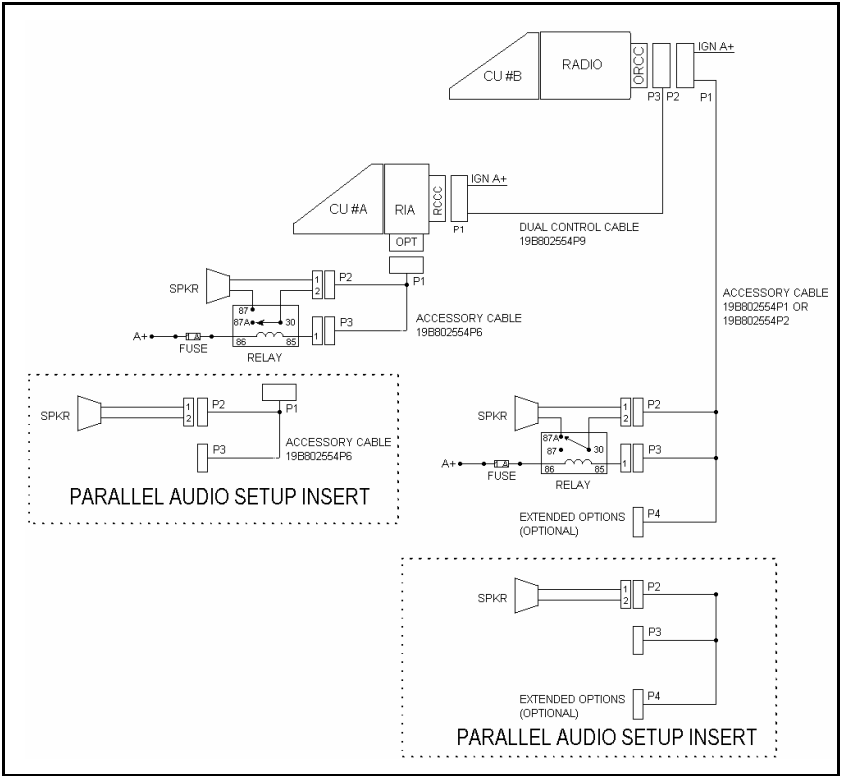 IGN A+
CU #B
RADIO
ORCC
P3
P2
P1
CU #A
RIA
RCCC
IGN A+
P1
DUAL CONTROL CABLE
19B802554P9
OPT
P1
SPKR
1
2
P2
87
87A
30
86
85
A+
FUSE
RELAY
1
P3
ACCESSORY CABLE
19B802554P6
ACCESSORY CABLE
19B802554P1 OR
19B802554P2
SPKR
1
2
P2
P1
P3
ACCESSORY CABLE
19B802554P6
PARALLEL AUDIO SETUP INSERT
SPKR
1
2
P2
87A
87
30
86
85
A+
FUSE
RELAY
1
P3
EXTENDED OPTIONS
(OPTIONAL)
P4
SPKR
1
2
P2
P3
EXTENDED OPTIONS
(OPTIONAL)
P4
PARALLEL AUDIO SETUP INSERT